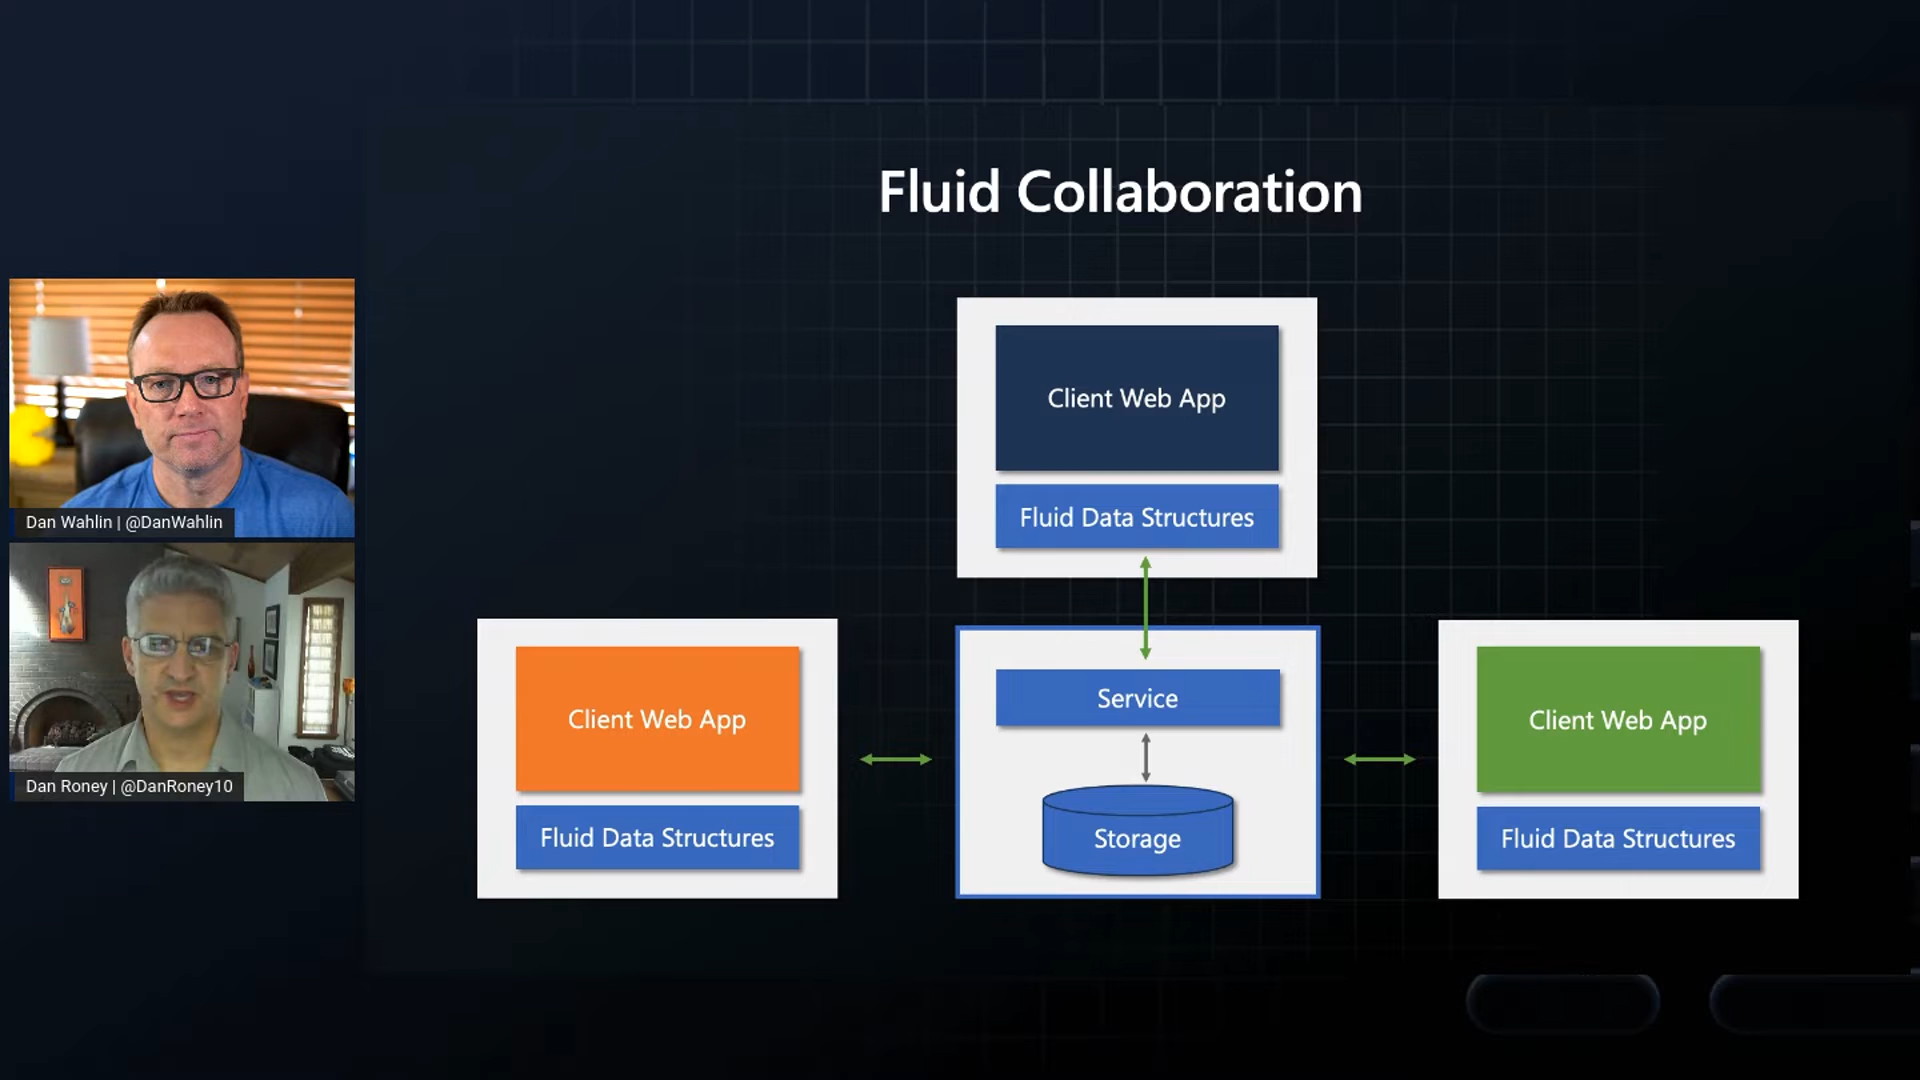 Fluid Collaboration
Client Web App
Fluid Data Structures
Dan Wahlin | @DanWahlin
Dan Roney | @DanRoney10
Client Web App
Fluid Data Structures
Service
Storage
Client Web App
Fluid Data Structures